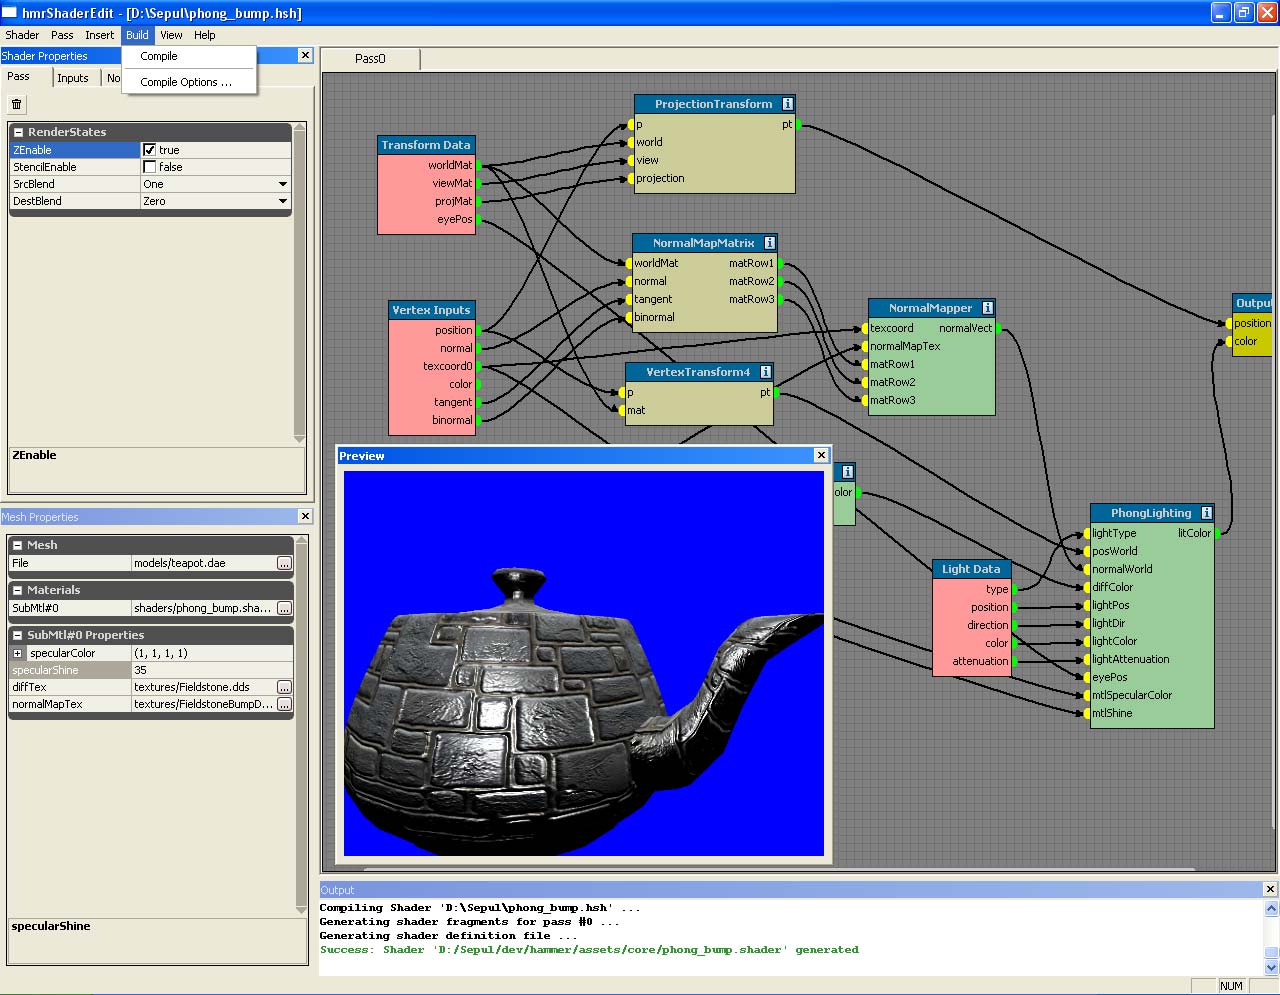 hmrShaderEdit - [D:\Sepul\phong_bump.hsh]
Shader Pass Insert Build View Help
Compile
Compile Options ...
Shader Properties
Pass Inputs No
RenderStates
ZEnable true
StencilEnable false
SrcBlend One
DestBlend Zero
ZEnable
Mesh Properties
Mesh
File models/teapot.dae ...
Materials
SubMtl#0 shaders/phong_bump.sha... ...
SubMtl#0 Properties
specularColor (1, 1, 1, 1)
specularShine 35
diffTex textures/Fieldstone.dds ...
normalMapTex textures/FieldstoneBumpD... ...
specularShine
Pass0
Transform Data
worldMat
viewMat
projMat
eyePos
Vertex Inputs
position
normal
texcoord0
color
tangent
binormal
ProjectionTransform i
p pt
world
view
projection
NormalMapMatrix i
worldMat matRow1
normal matRow2
tangent matRow3
binormal
VertexTransform4 i
p pt
mat
NormalMapper i
texcoord normalVect
normalMapTex
matRow1
matRow2
matRow3
Outpu
position
color
i
olor
Light Data
type
position
direction
color
attenuation
PhongLighting i
lightType litColor
posWorld
normalWorld
diffColor
lightPos
lightDir
lightColor
lightAttenuation
eyePos
mtlSpecularColor
mtlShine
Preview
Output
Compiling Shader 'D:\Sepul\phong_bump.hsh' ...
Generating shader fragments for pass #0 ...
Generating shader definition file ...
Success: Shader 'D:/Sepul/dev/hammer/assets/core/phong_bump.shader' generated
NUM